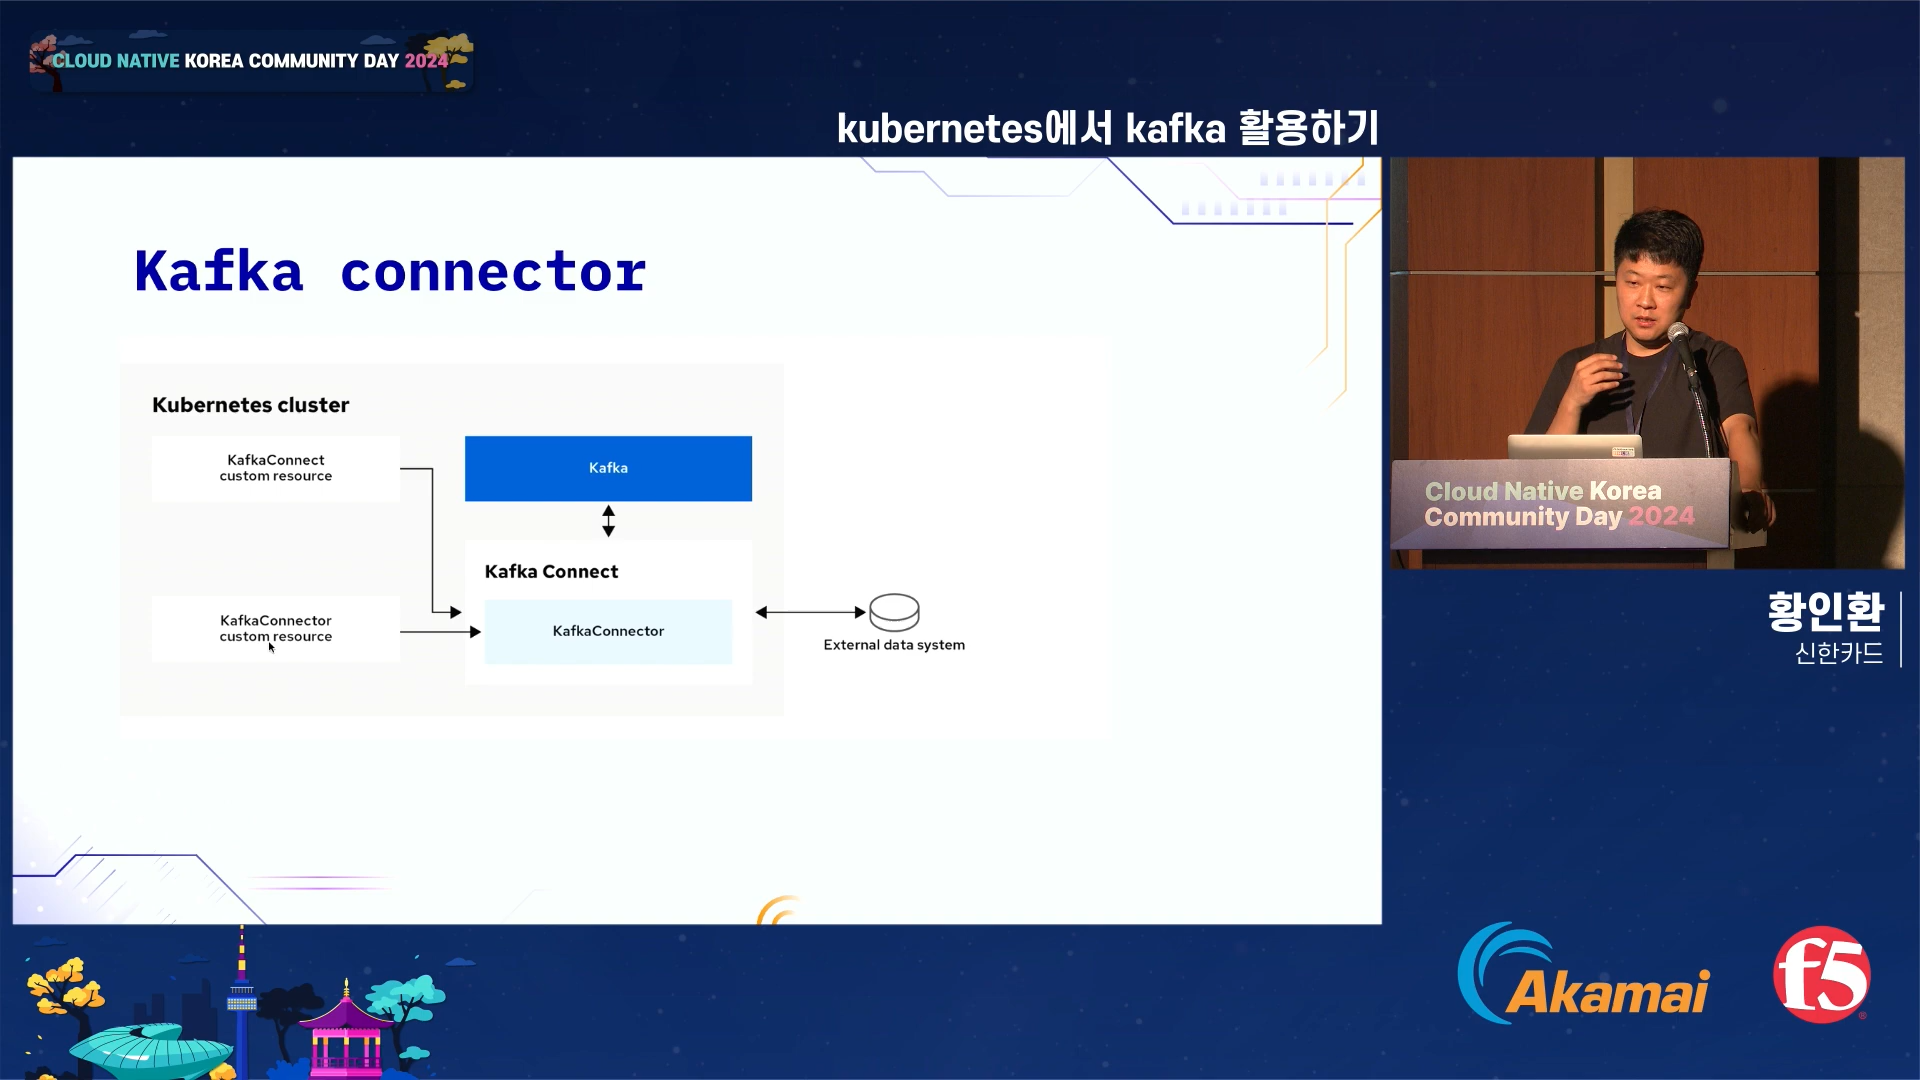 CLOUD NATIVE KOREA COMMUNITY DAY 2024
kubernetes에서 kafka 활용하기
Kafka connector
Kubernetes cluster
KafkaConnect
custom resource
Kafka
Kafka Connect
KafkaConnector
custom resource
KafkaConnector
External data system
Cloud Native Korea
Community Day 2024
황인환
신한카드
Akamai
f5